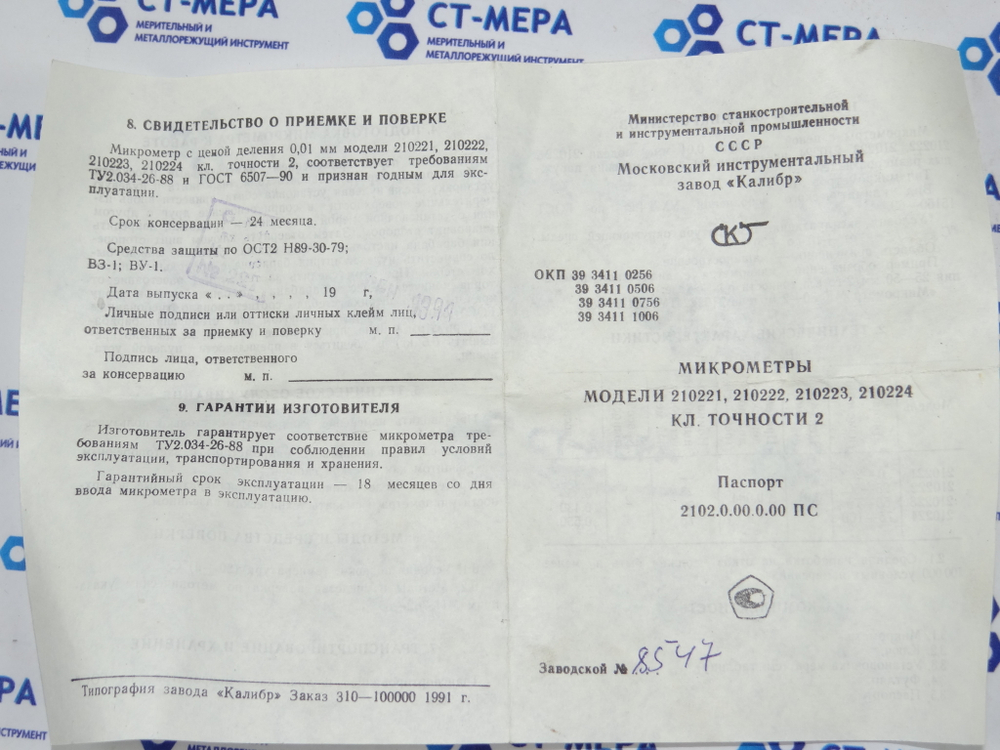 СТ-МЕРА
МЕРИТЕЛЬНЫЙ И
МЕТАЛЛОРЕЖУЩИЙ ИНСТРУМЕНТ
СТ-МЕРА
МЕРИТЕЛЬНЫЙ И
МЕТАЛЛОРЕЖУЩИЙ ИНСТРУМЕНТ
СТ-МЕРА
8. СВИДЕТЕЛЬСТВО О ПРИЕМКЕ И ПОВЕРКЕ
Микрометр с ценой деления 0,01 мм модели 210221, 210222,
210223, 210224 кл. точности 2, соответствует требованиям
ТУ2.034-26-88 и ГОСТ 6507—90 и признан годным для экс-
плуатации.
Срок консервации — 24 месяца.
Средства защиты по ОСТ2 Н89-30-79;
ВЗ-1; ВУ-1.
Дата выпуска « . . » . . . . 19 г,
Личные подписи или оттиски личных клейм лиц,
ответственных за приемку и поверку м. п.
Подпись лица, ответственного
за консервацию м. п.
9. ГАРАНТИИ ИЗГОТОВИТЕЛЯ
Изготовитель гарантирует соответствие микрометра тре-
бованиям ТУ2.034-26-88 при соблюдении правил условий
эксплуатации, транспортирования и хранения.
Гарантийный срок эксплуатации — 18 месяцев со дня
ввода микрометра в эксплуатацию.
Типография завода «Калибр» Заказ 310—100000 1991 г.
Министерство станкостроительной
и инструментальной промышленности
СССР
Московский инструментальный
завод «Калибр»
ОКП 39 3411 0256
39 3411 0506
39 3411 0756
39 3411 1006
МИКРОМЕТРЫ
МОДЕЛИ 210221, 210222, 210223, 210224
КЛ. ТОЧНОСТИ 2
Паспорт
2102.0.00.0.00 ПС
Заводской № 8547